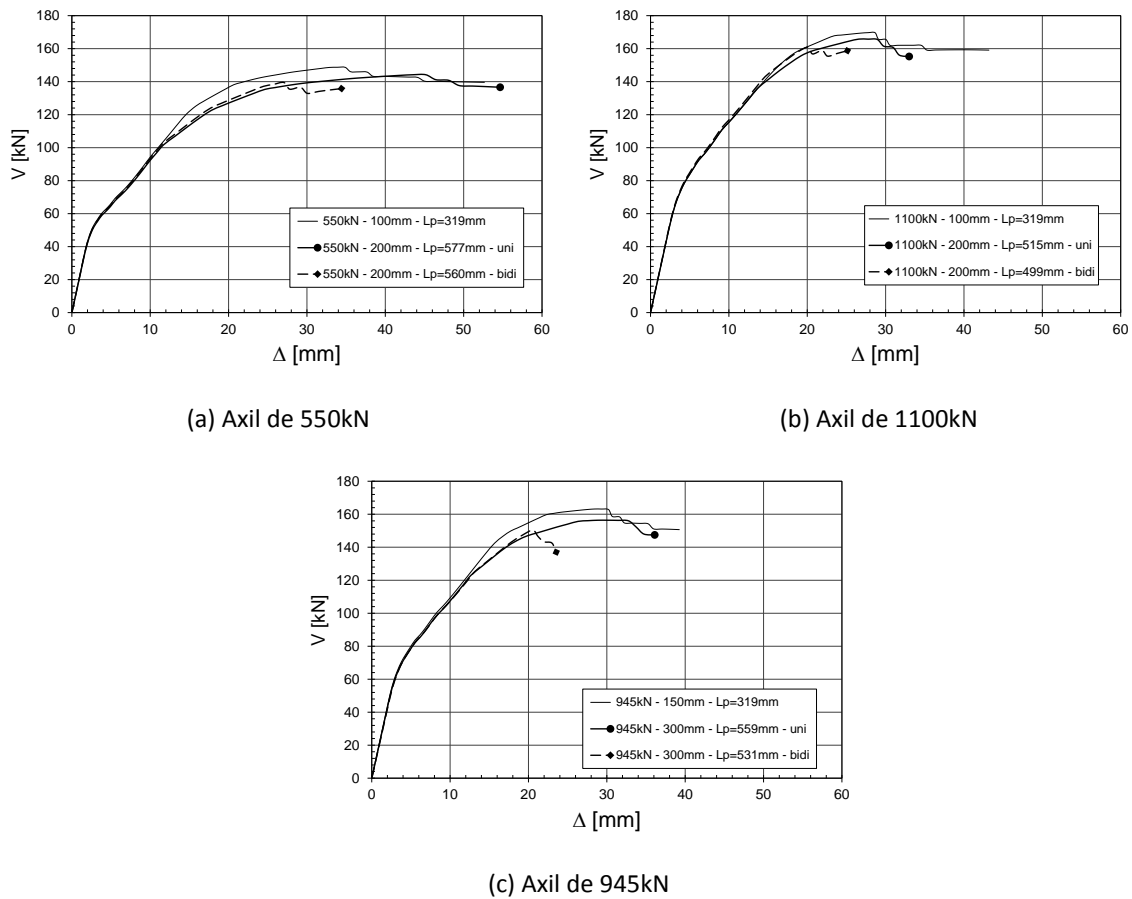 180
160
140
120
100
80
60
40
20
0
V [kN]
0 10 20 30 40 50 60
Δ [mm]
550kN - 100mm - Lp=319mm
550kN - 200mm - Lp=577mm - uni
550kN - 200mm - Lp=560mm - bidi
(a) Axil de 550kN
180
160
140
120
100
80
60
40
20
0
V [kN]
0 10 20 30 40 50 60
Δ [mm]
1100kN - 100mm - Lp=319mm
1100kN - 200mm - Lp=515mm - uni
1100kN - 200mm - Lp=499mm - bidi
(b) Axil de 1100kN
180
160
140
120
100
80
60
40
20
0
V [kN]
0 10 20 30 40 50 60
Δ [mm]
945kN - 150mm - Lp=319mm
945kN - 300mm - Lp=559mm - uni
945kN - 300mm - Lp=531mm - bidi
(c) Axil de 945kN